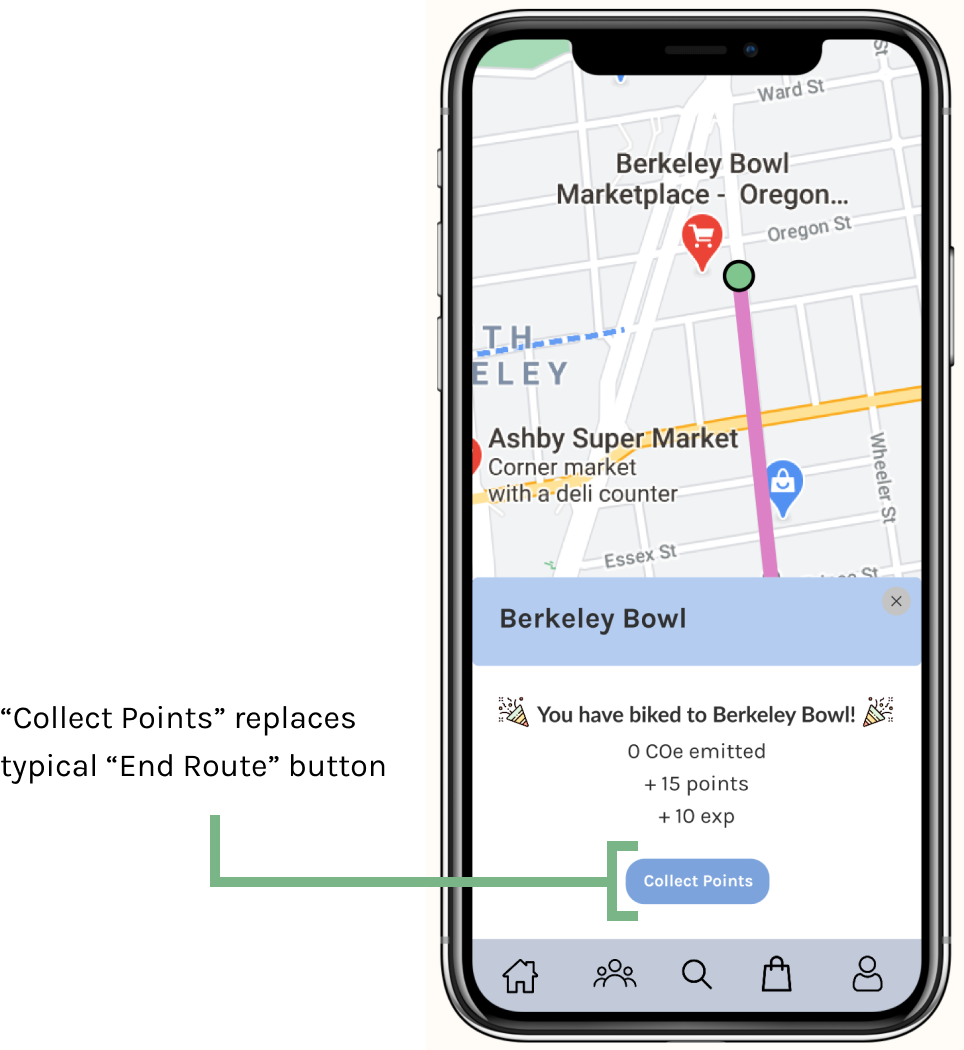 St
Ward St
Berkeley Bowl
Marketplace - Oregon...
Oregon St
TH
ELEY
Ashby Super Market
Corner market
with a deli counter
Wheeler St
Essex St
St
Berkeley Bowl
“Collect Points” replaces
typical “End Route” button
You have biked to Berkeley Bowl!
0 COe emitted
+ 15 points
+ 10 exp
Collect Points